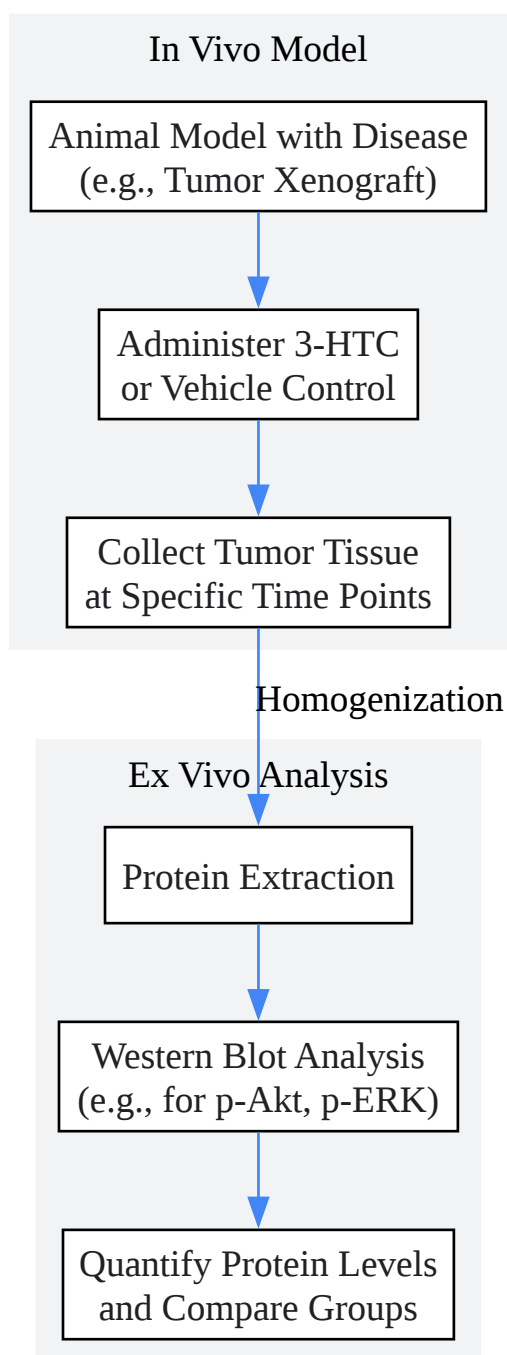 In Vivo Model
Animal Model with Disease
(e.g., Tumor Xenograft)
Administer 3-HTC
or Vehicle Control
Collect Tumor Tissue
at Specific Time Points
Homogenization
Ex Vivo Analysis
Protein Extraction
Western Blot Analysis
(e.g., for p-Akt, p-ERK)
Quantify Protein Levels
and Compare Groups